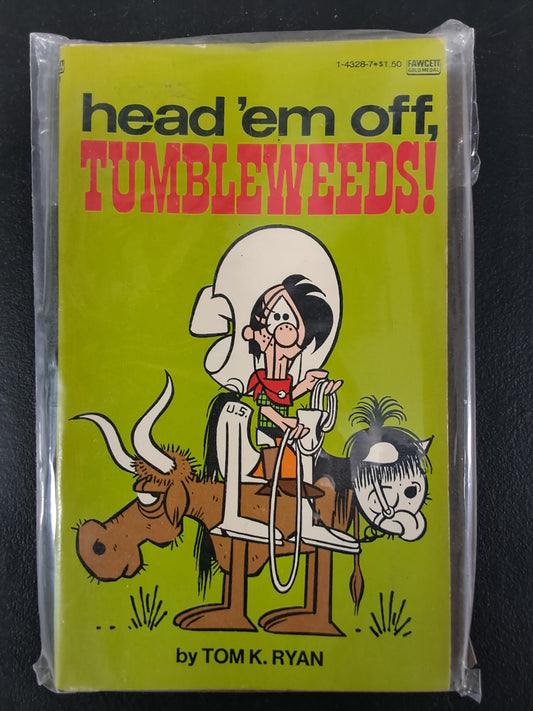 1-4328-7•$1.50 FAWCETT
GOLD MEDAL
head 'em off,
TUMBLEWEEDS!
U.S.
by TOM K. RYAN